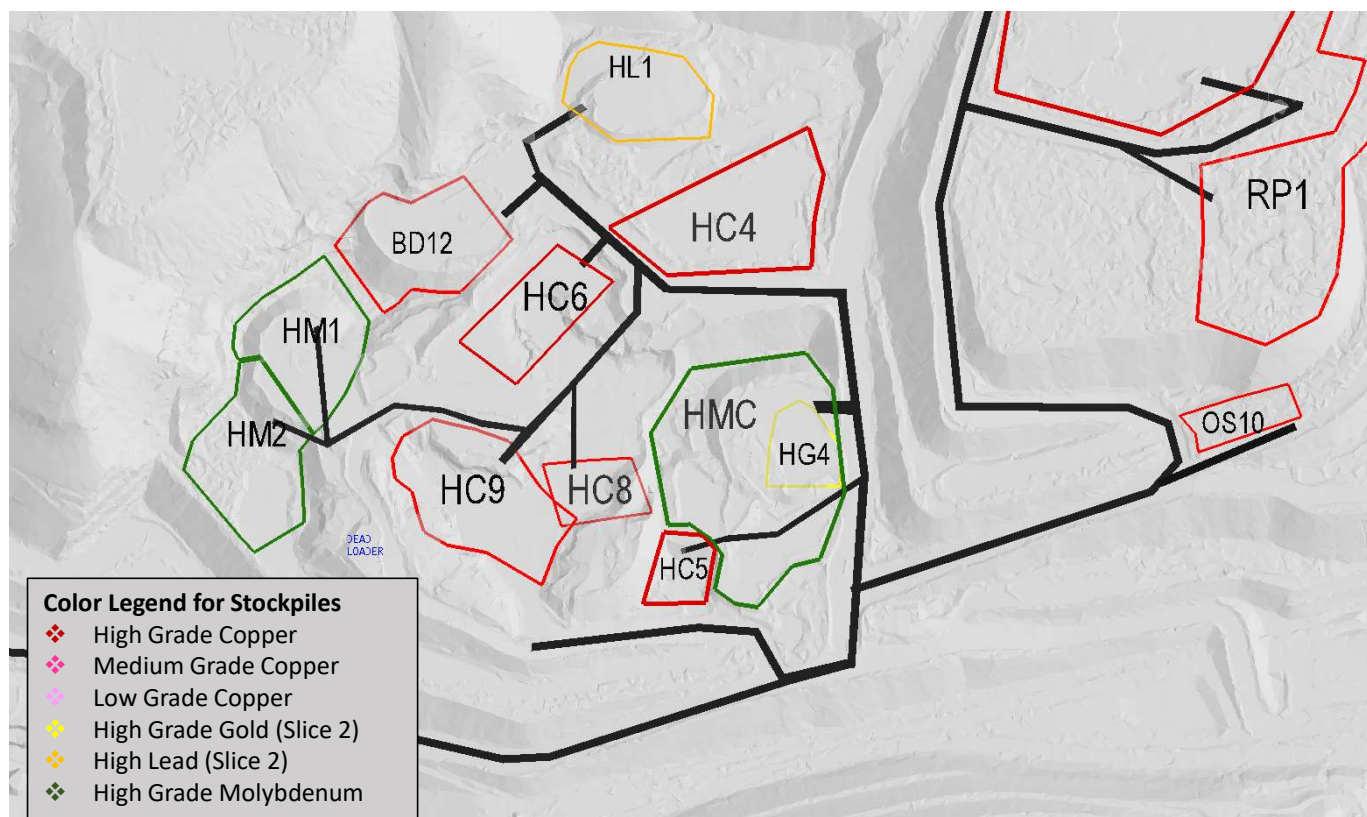 HL1
HC4
RP1
BD12
HC6
HM1
HMC
OS10
HM2
HG4
HC9
HC8
DEAD
LOADER
HC5
Color Legend for Stockpiles
High Grade Copper
Medium Grade Copper
Low Grade Copper
High Grade Gold (Slice 2)
High Lead (Slice 2)
High Grade Molybdenum